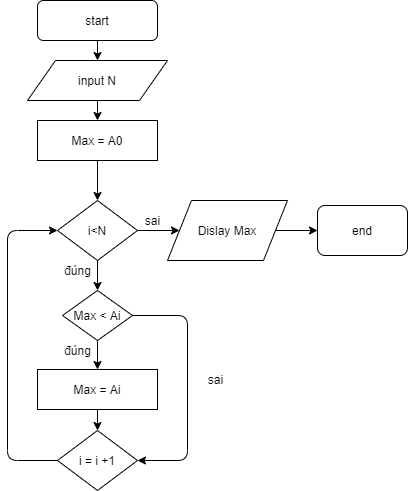 start
input N
Max = A0
i<N
sai
Dislay Max
end
đúng
Max < Ai
đúng
Max = Ai
sai
i = i +1